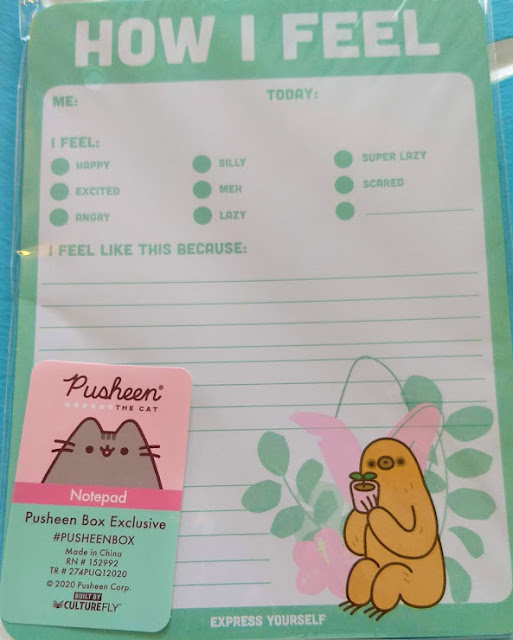 HOW I FEEL
ME: TODAY:
I FEEL:
HAPPY SILLY SUPER LAZY
EXCITED MEH SCARED
ANGRY LAZY
I FEEL LIKE THIS BECAUSE:
Pusheen®
THE CAT
Notepad
Pusheen Box Exclusive
#PUSHEENBOX
Made in China
RN # 152992
TR # 274PUQ12020
© 2020 Pusheen Corp.
BUILT BY
CULTUREFLY™
EXPRESS YOURSELF